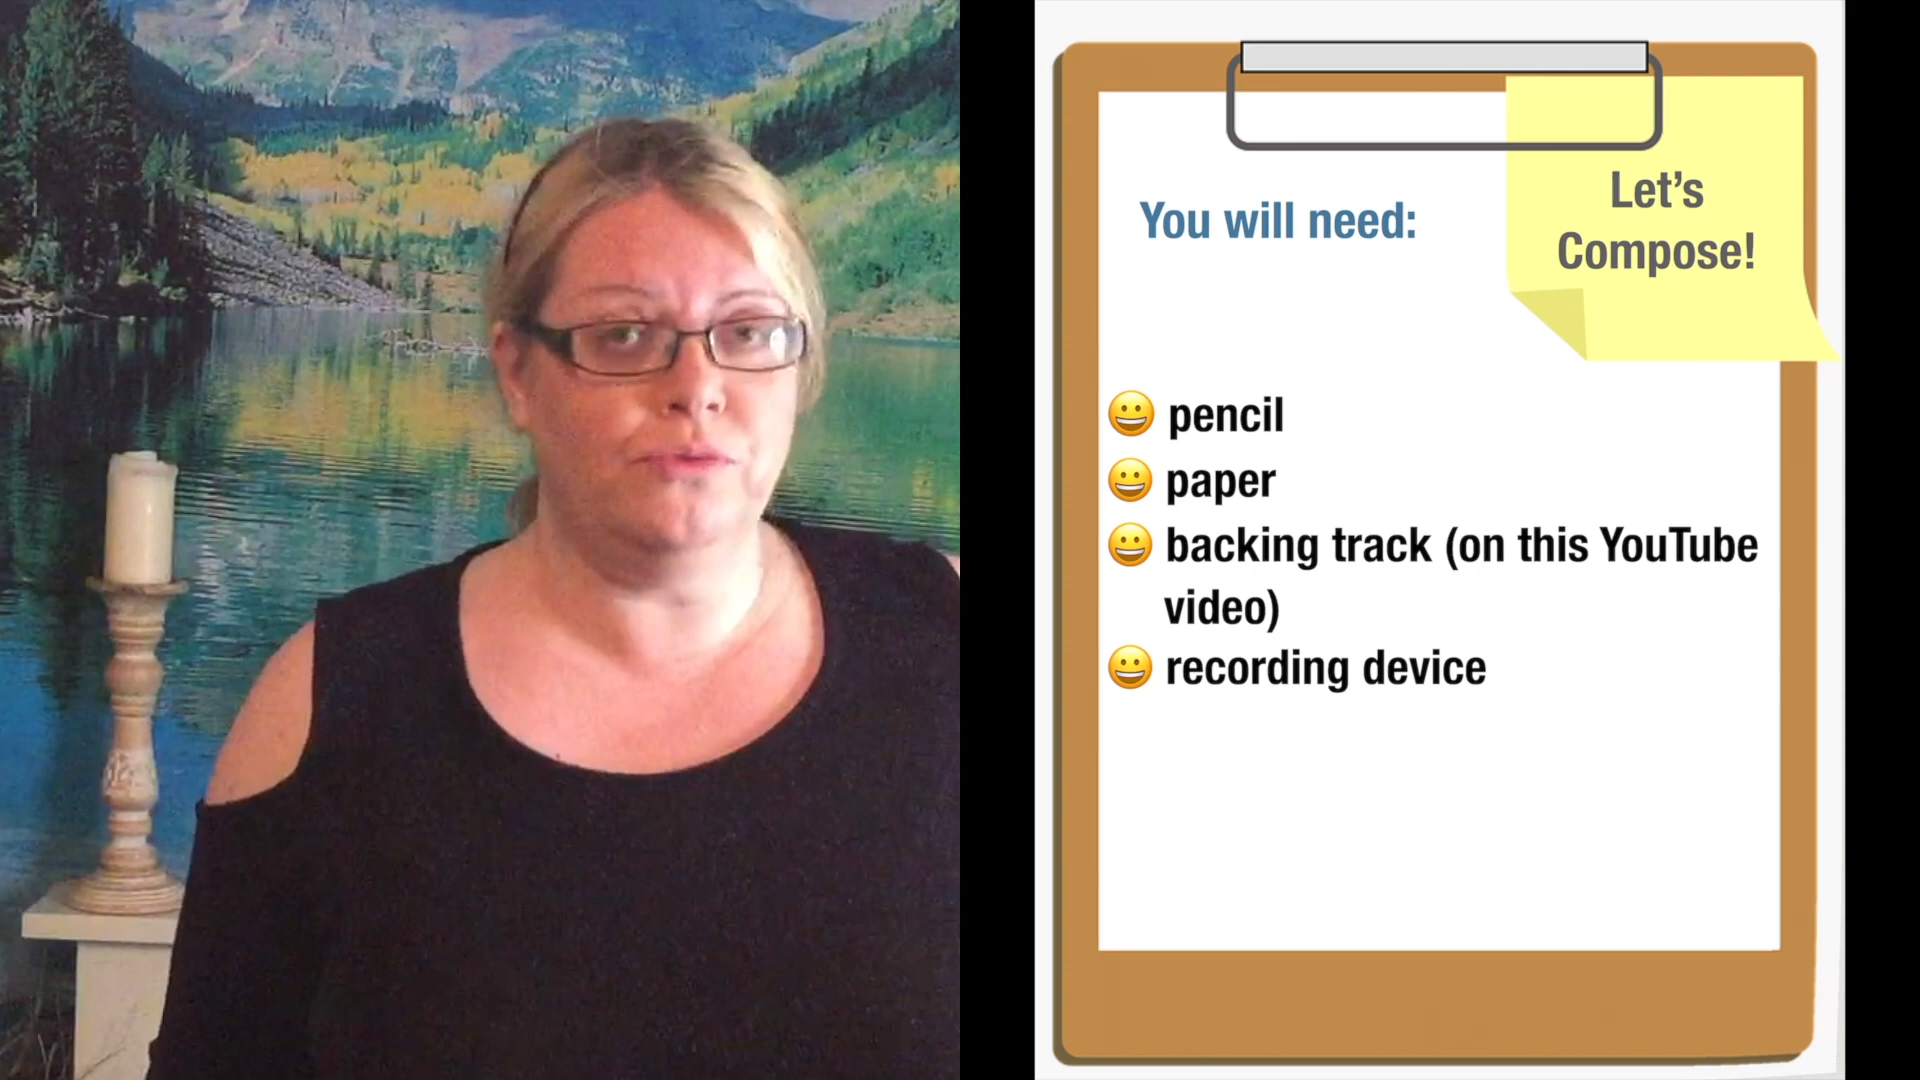 You will need:
Let’s
Compose!
😀 pencil
😀 paper
😀 backing track (on this YouTube
video)
😀 recording device